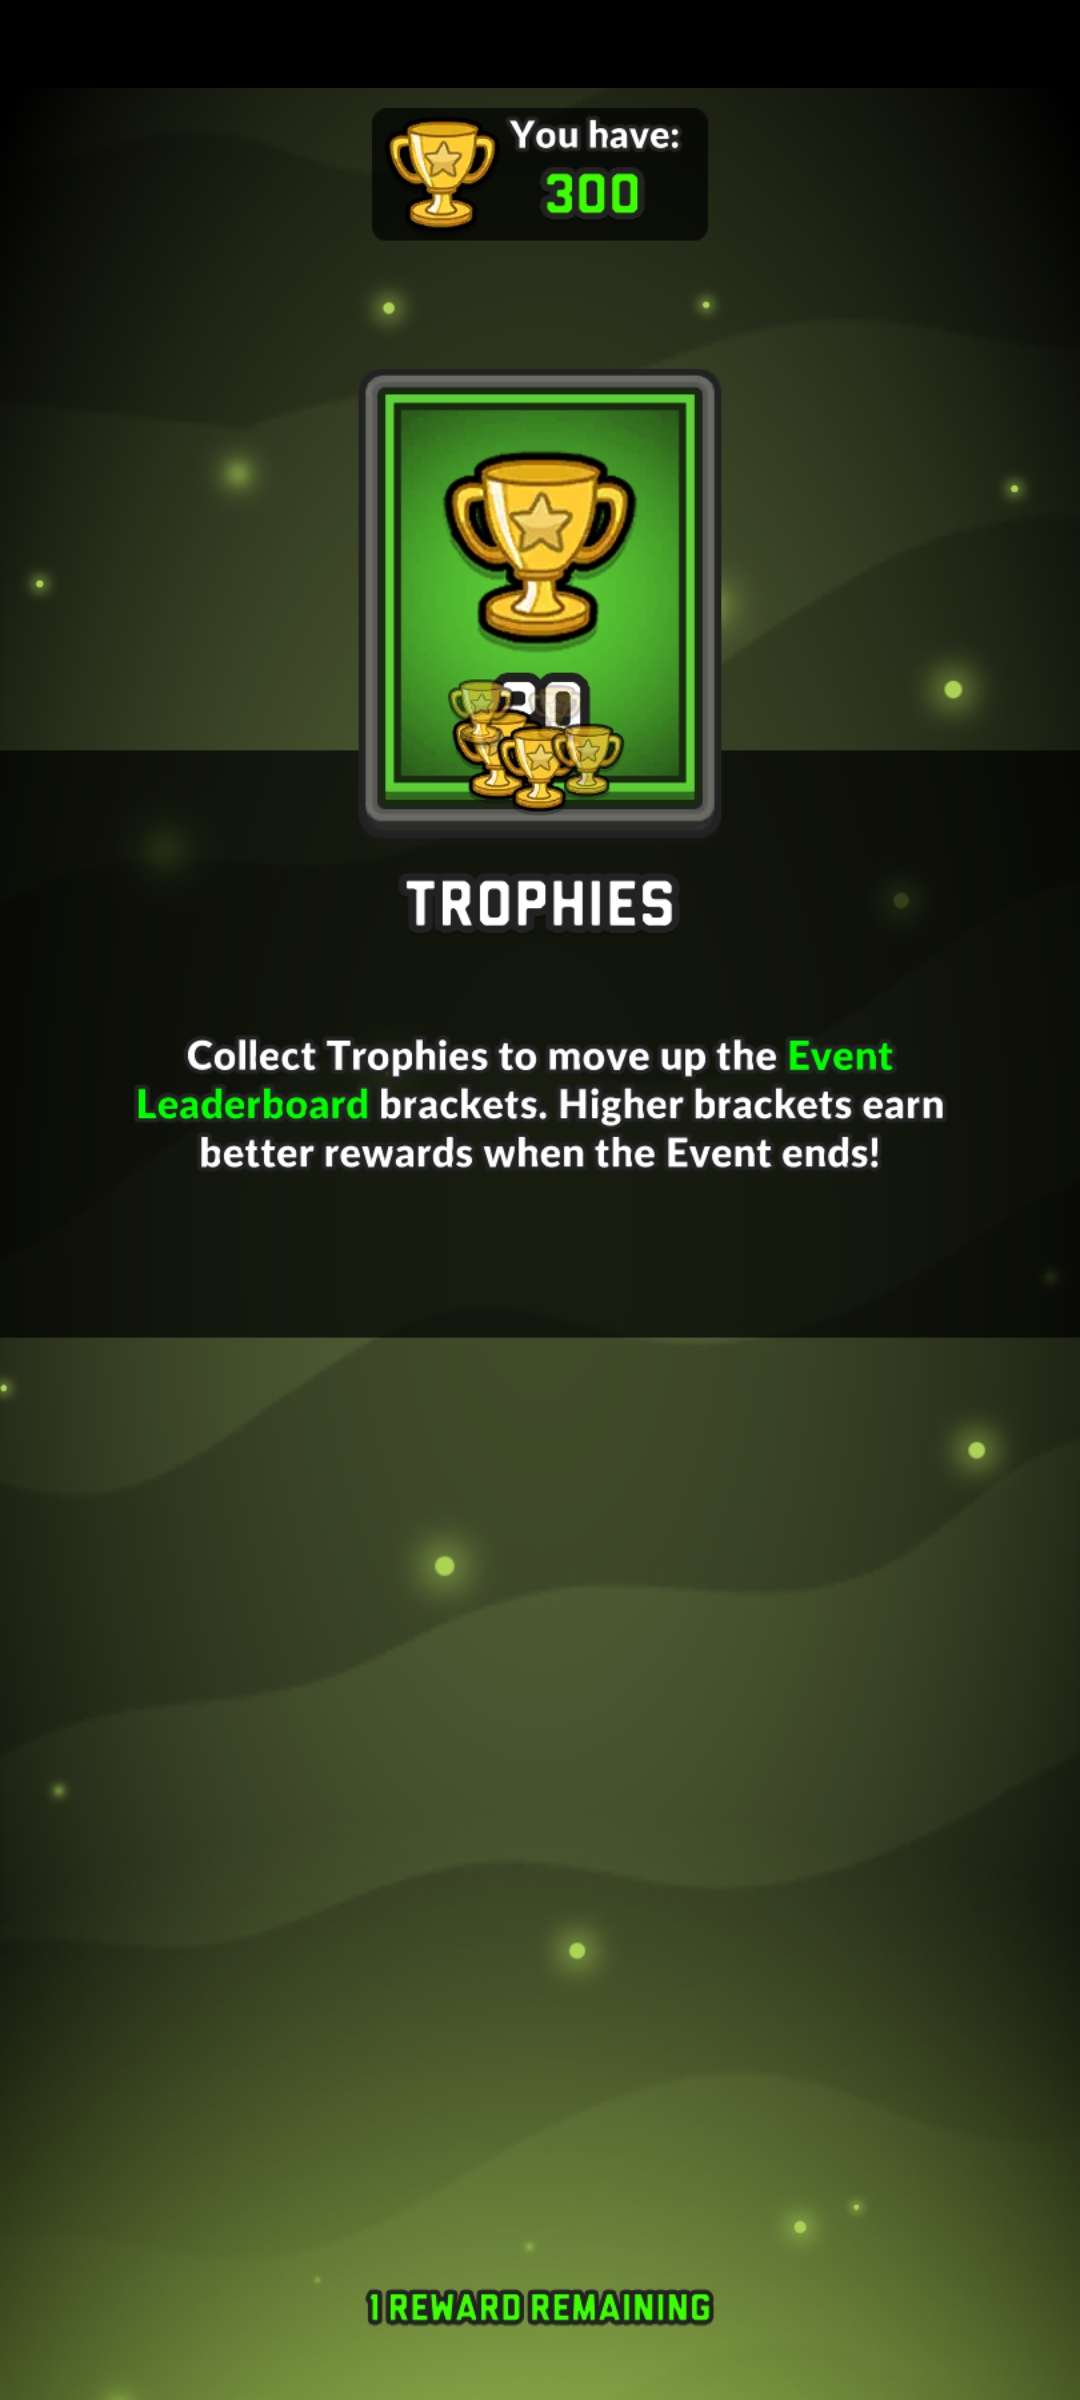 You have:
300
TROPHIES
Collect Trophies to move up the Event
Leaderboard brackets. Higher brackets earn
better rewards when the Event ends!
1 REWARD REMAINING